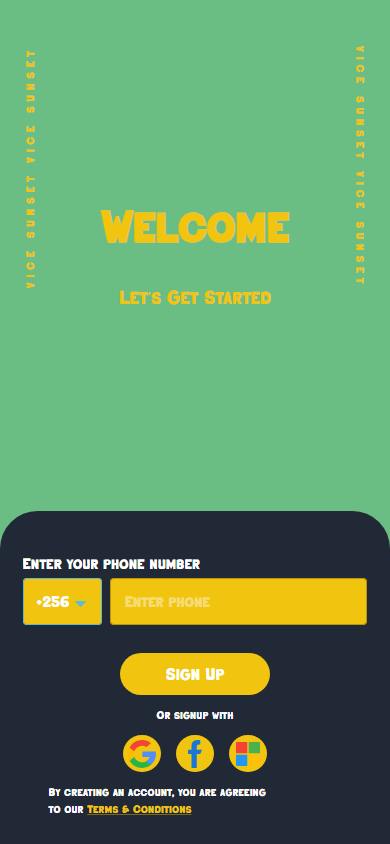 VICE SUNSET VICE SUNSET
VICE SUNSET VICE SUNSET
Welcome
Let's Get Started
Enter your phone number
+256
Enter phone
Sign Up
Or signup with
By creating an account, you are agreeing
to our Terms & Conditions